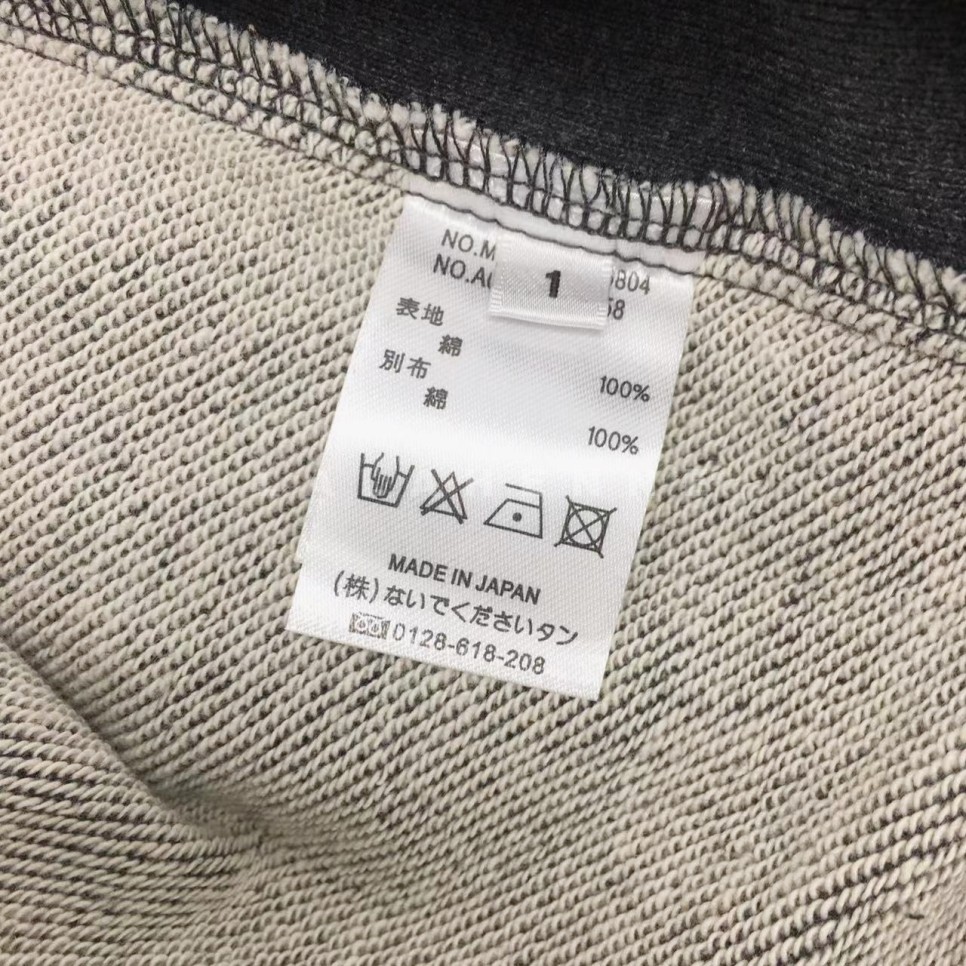 NO.M 1 804
NO.A 58
表地
綿 100%
別布
綿 100%
MADE IN JAPAN
(株)ないでくださいタン
0128-618-208